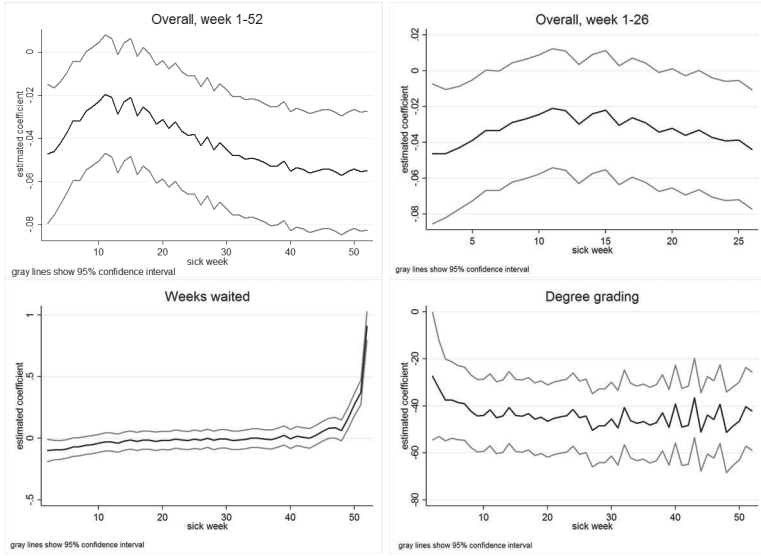 Overall, week 1-52
estimated coefficient
0
-.02
-.04
-.06
-.08
10 20 30 40 50
sick week
gray lines show 95% confidence interval
Overall, week 1-26
estimated coefficient
.02
0
-.02
-.04
-.06
-.08
5 10 15 20 25
sick week
gray lines show 95% confidence interval
Weeks waited
estimated coefficient
1
.5
0
-.5
10 20 30 40 50
sick week
gray lines show 95% confidence interval
Degree grading
estimated coefficient
0
-20
-40
-60
-80
0 10 20 30 40 50
sick week
gray lines show 95% confidence interval